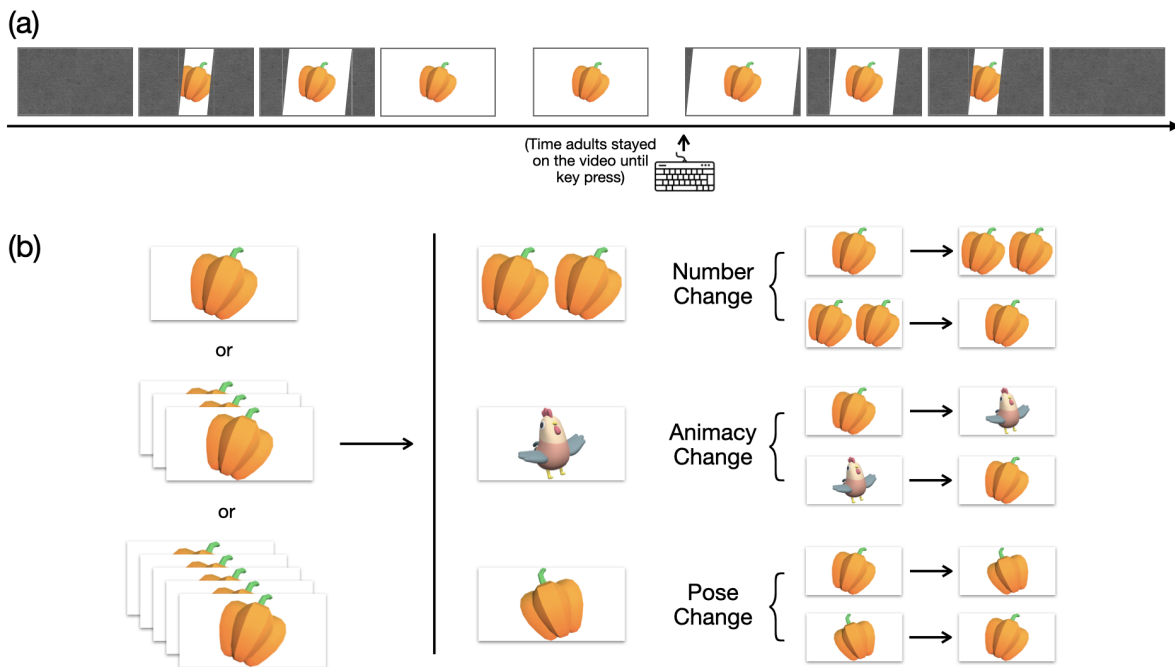 (a)
(Time adults stayed
on the video until
key press)
(b)
or
or
Number
Change
Animacy
Change
Pose
Change